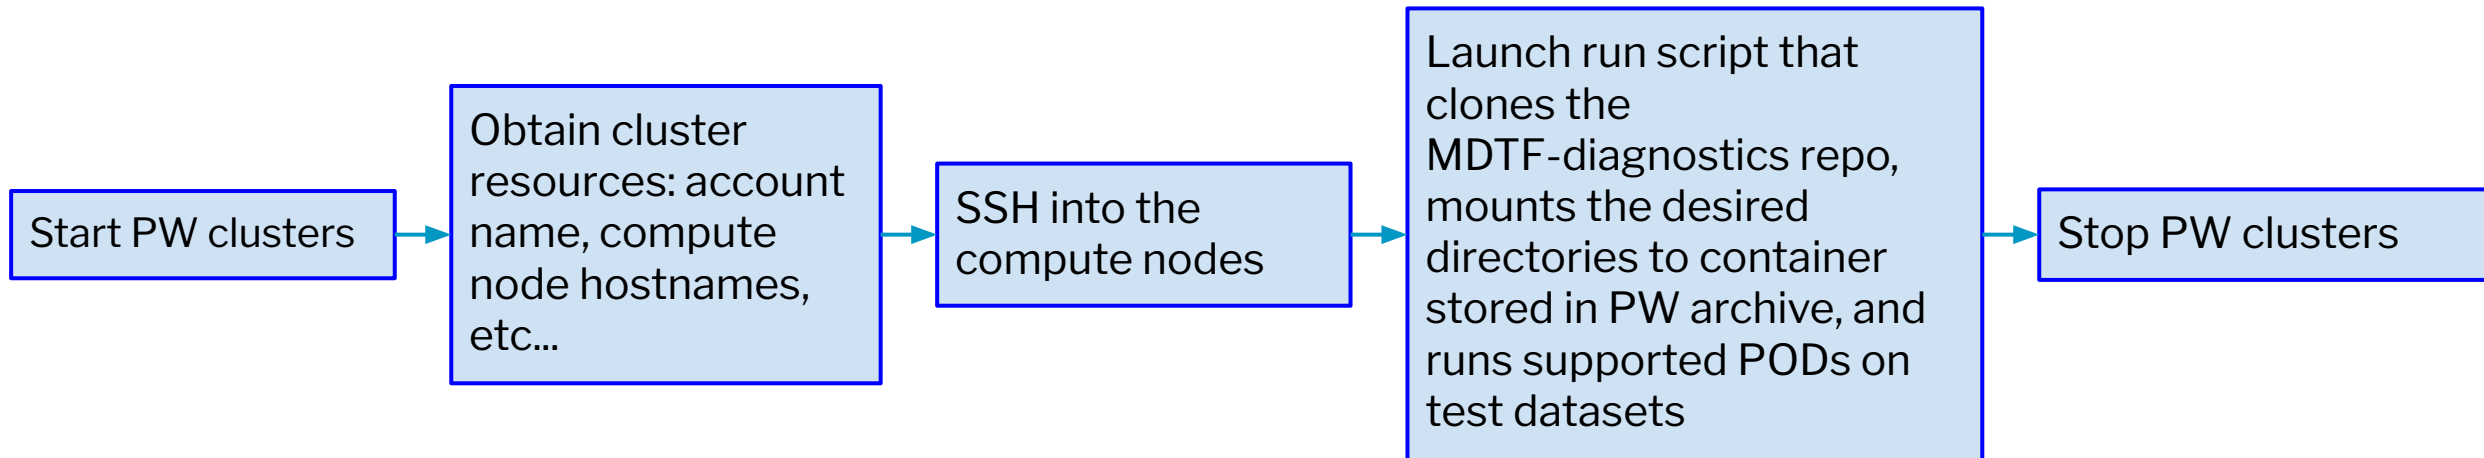 Start PW clusters
Obtain cluster
resources: account
name, compute
node hostnames,
etc...
SSH into the
compute nodes
Launch run script that
clones the
MDTF-diagnostics repo,
mounts the desired
directories to container
stored in PW archive, and
runs supported PODs on
test datasets
Stop PW clusters